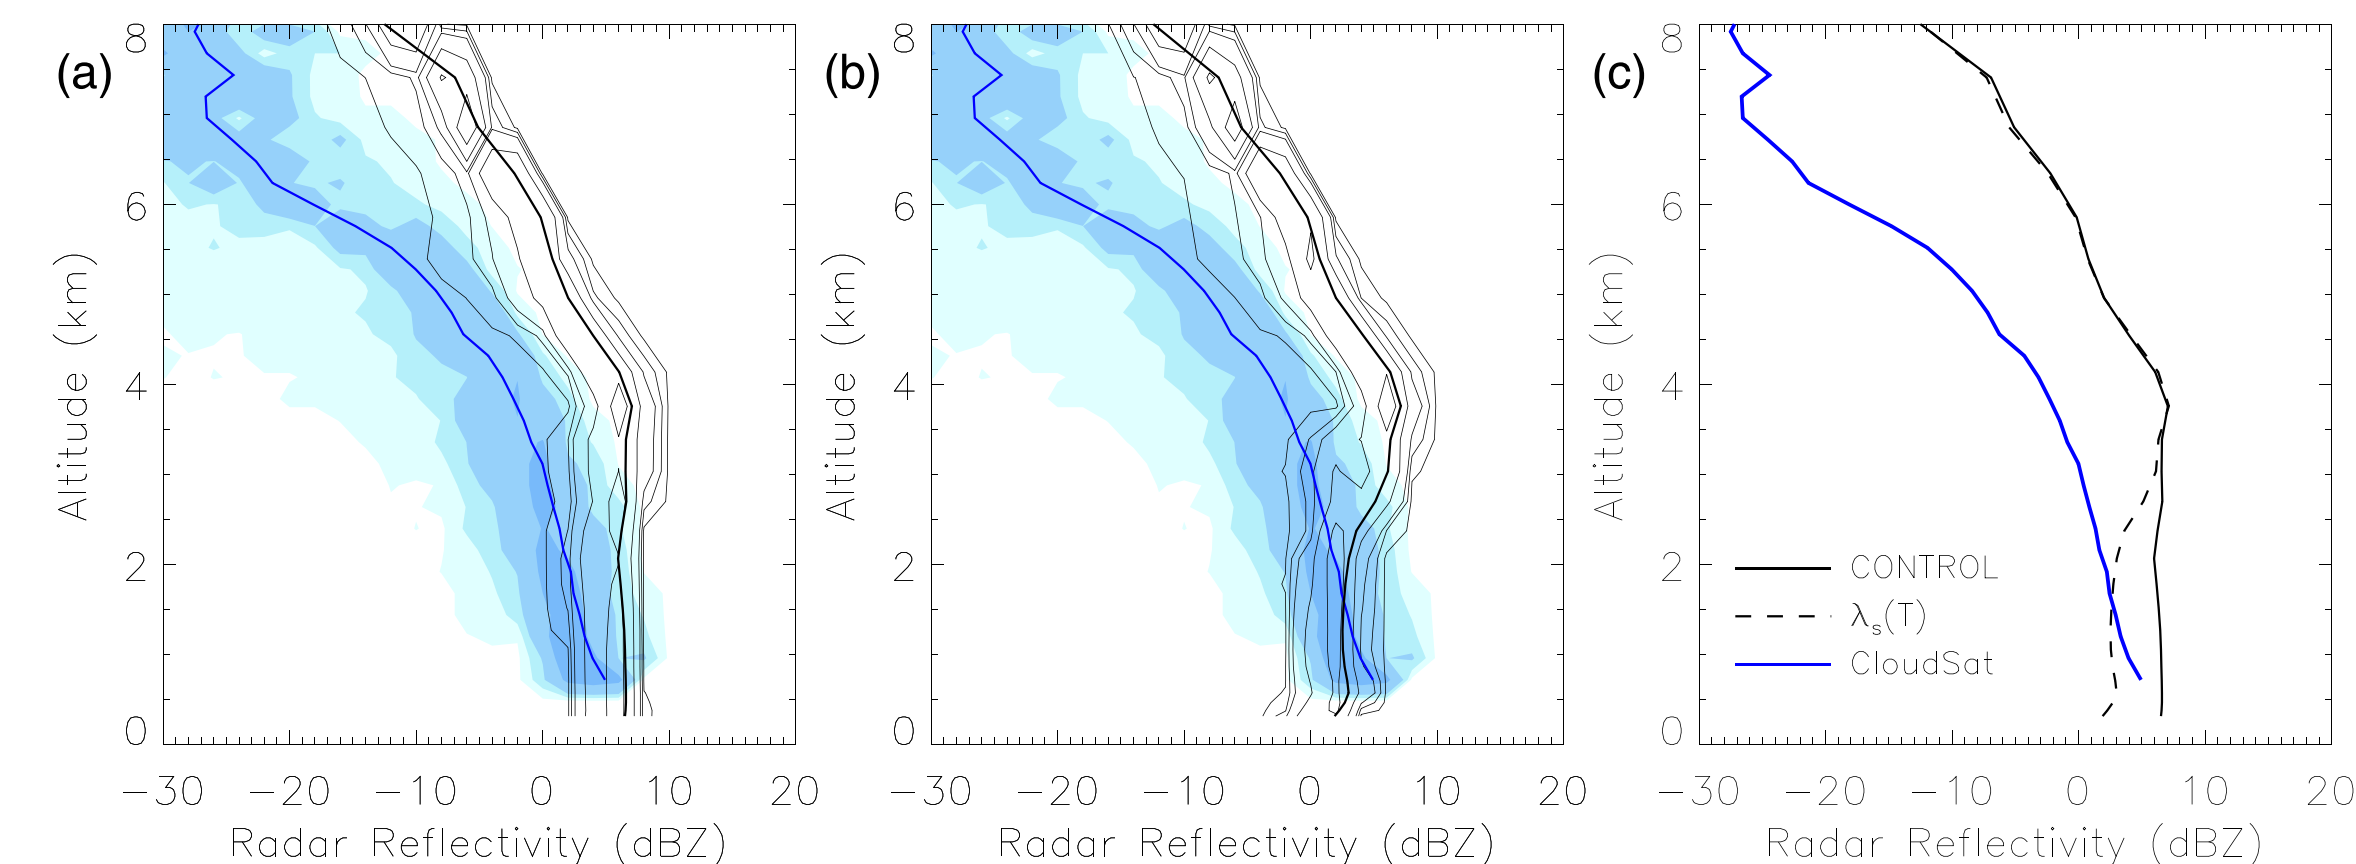 (a)
8
6
4
2
0
Altitude (km)
-30 -20 -10 0 10 20
Radar Reflectivity (dBZ)
(b)
8
6
4
2
0
Altitude (km)
-30 -20 -10 0 10 20
Radar Reflectivity (dBZ)
(c)
8
6
4
2
0
Altitude (km)
CONTROL
λs(T)
CloudSat
-30 -20 -10 0 10 20
Radar Reflectivity (dBZ)